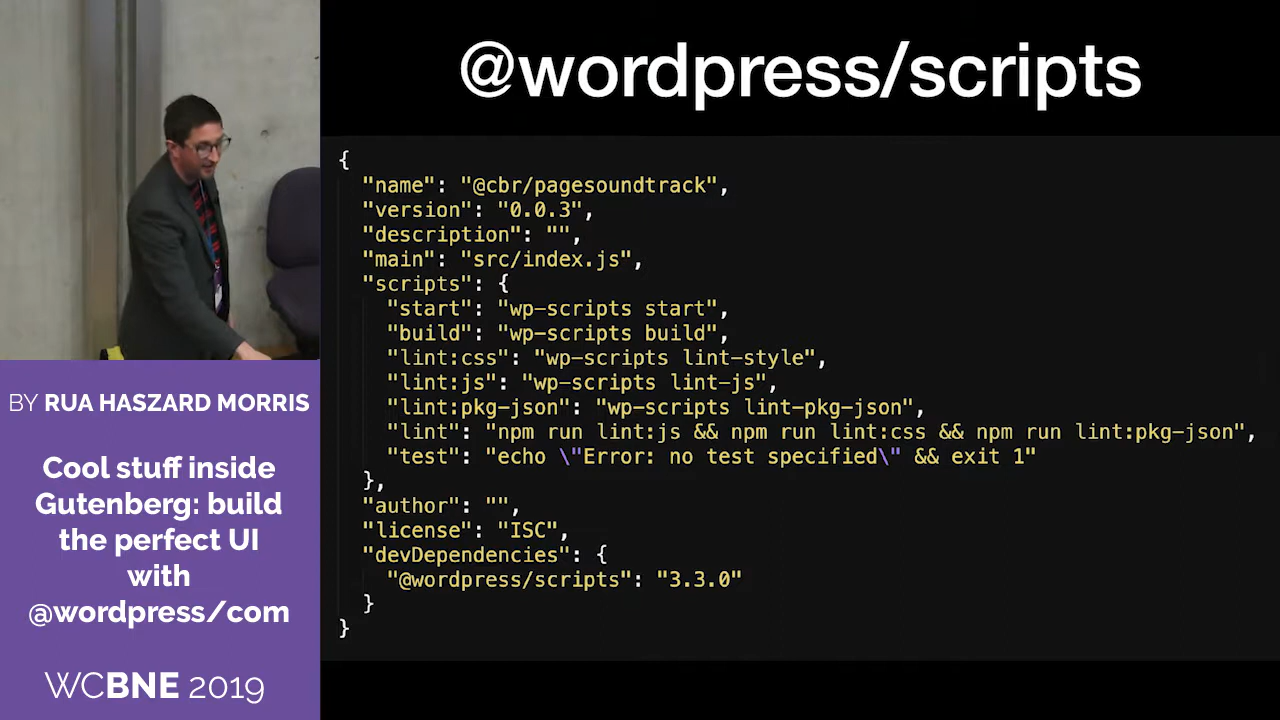 @wordpress/scripts
{
"name": "@cbr/pagesoundtrack",
"version": "0.0.3",
"description": "",
"main": "src/index.js",
"scripts": {
"start": "wp-scripts start",
"build": "wp-scripts build",
"lint:css": "wp-scripts lint-style",
"lint:js": "wp-scripts lint-js",
"lint:pkg-json": "wp-scripts lint-pkg-json",
"lint": "npm run lint:js && npm run lint:css && npm run lint:pkg-json",
"test": "echo \"Error: no test specified\" && exit 1"
},
"author": "",
"license": "ISC",
"devDependencies": {
"@wordpress/scripts": "3.3.0"
}
}
BY RUA HASZARD MORRIS
Cool stuff inside
Gutenberg: build
the perfect UI
with
@wordpress/com
WCBNE 2019